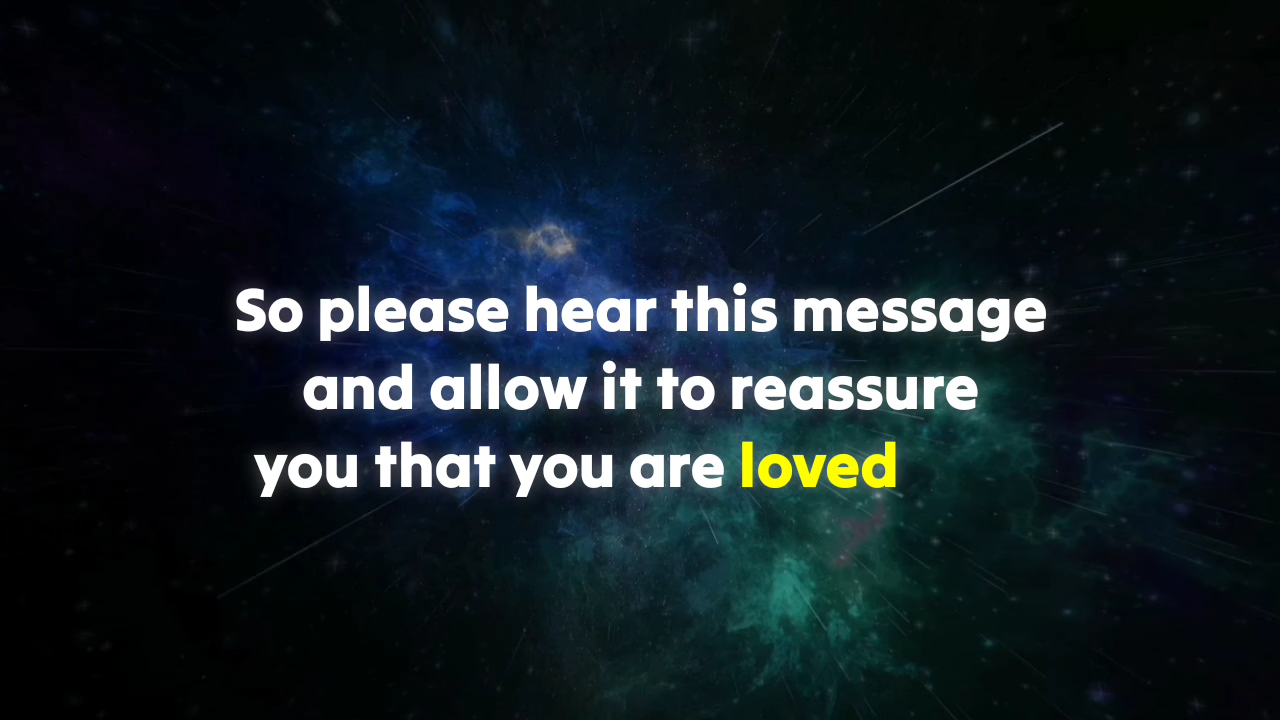 So please hear this message
and allow it to reassure
you that you are loved